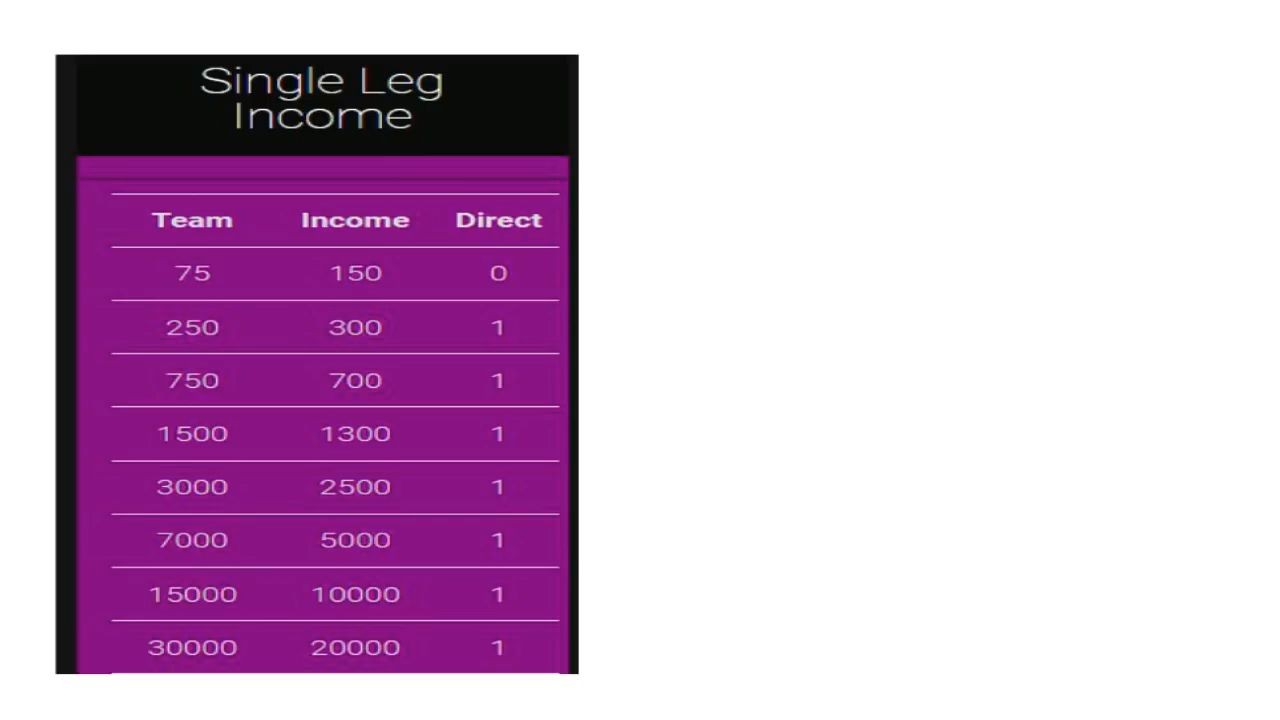 Single Leg
Income
Team Income Direct
75 150 0
250 300 1
750 700 1
1500 1300 1
3000 2500 1
7000 5000 1
15000 10000 1
30000 20000 1